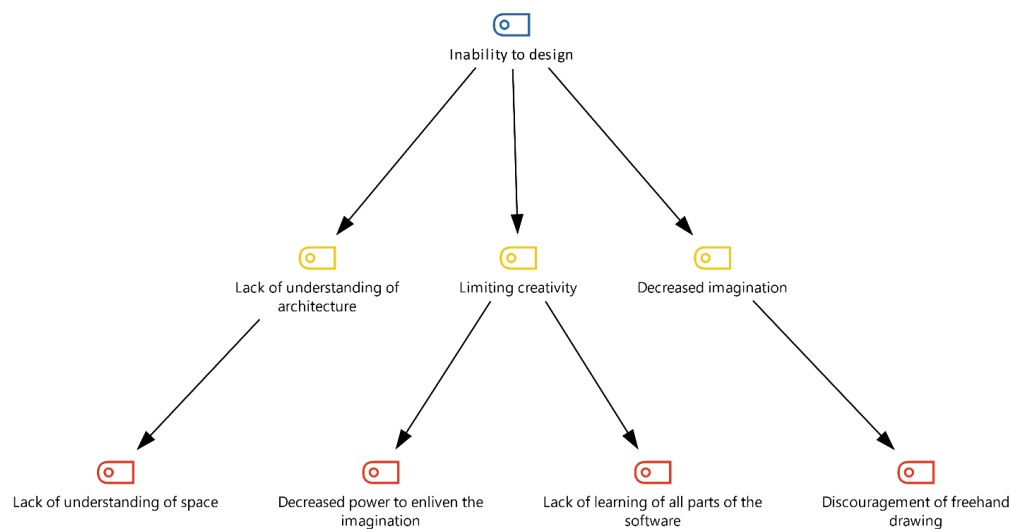 Inability to design
Lack of understanding of
architecture
Limiting creativity
Decreased imagination
Lack of understanding of space
Decreased power to enliven the
imagination
Lack of learning of all parts of the
software
Discouragement of freehand
drawing